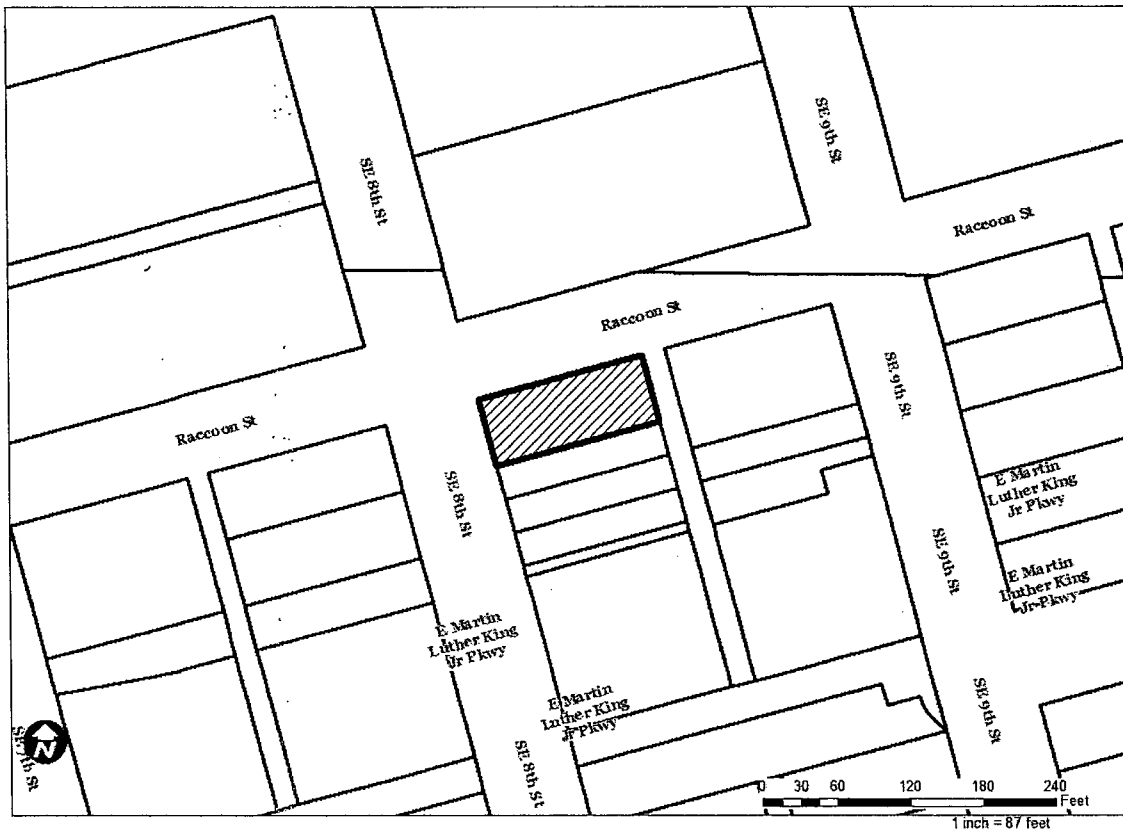 SE 8th St
SE 9th St
Raccoon St
Raccoon St
SE 9th St
Raccoon St
SE 8th St
E Martin
Luther King
Jr Pkwy
SE 9th St
E Martin
Luther King
Jr Pkwy
E Martin
Luther King
Jr Pkwy
E Martin
Luther King
Jr Pkwy
SE 9th St
SE 7th St
N
SE 8th St
0 30 60 120 180 240
Feet
1 inch = 87 feet